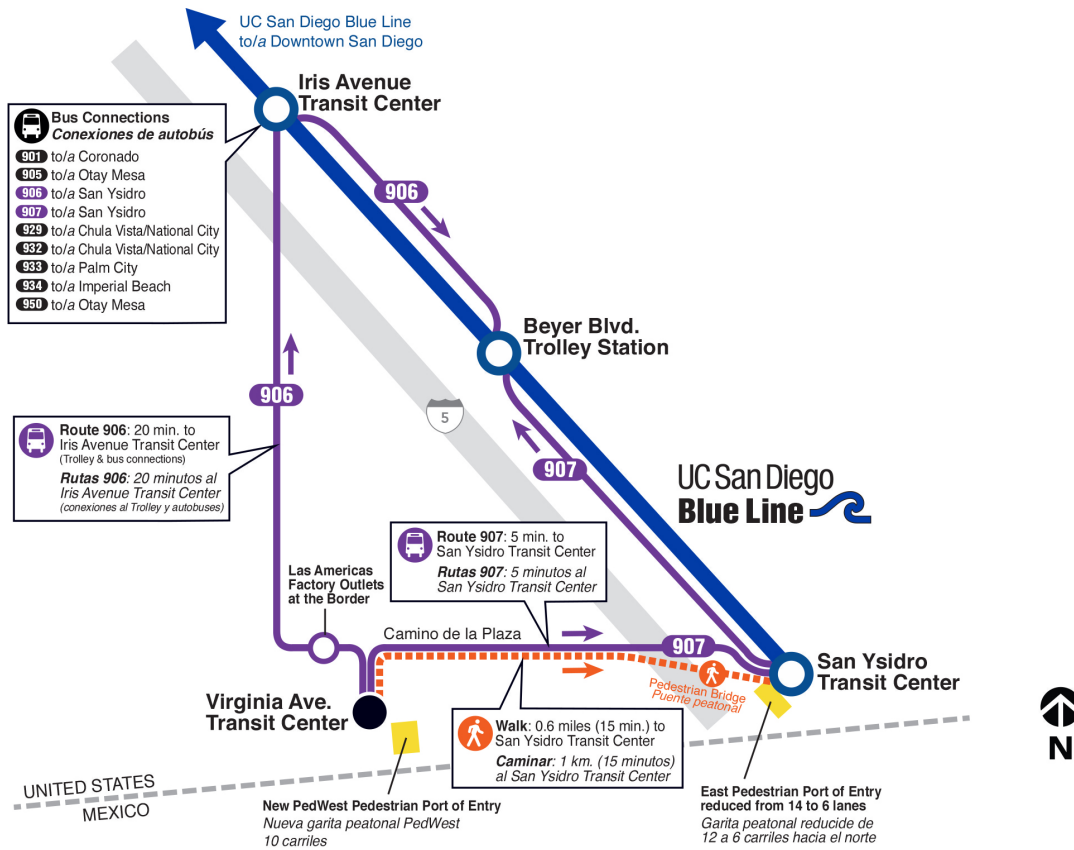 UC San Diego Blue Line
to/a Downtown San Diego
Iris Avenue
Transit Center
Bus Connections
Conexiones de autobús
901 to/a Coronado
905 to/a Otay Mesa
906 to/a San Ysidro
907 to/a San Ysidro
929 to/a Chula Vista/National City
932 to/a Chula Vista/National City
933 to/a Palm City
934 to/a Imperial Beach
950 to/a Otay Mesa
906
Beyer Blvd.
Trolley Station
906
5
Route 906: 20 min. to
Iris Avenue Transit Center
(Trolley & bus connections)
Rutas 906: 20 minutos al
Iris Avenue Transit Center
(conexiones al Trolley y autobuses)
907
UC San Diego
Blue Line
Route 907: 5 min. to
San Ysidro Transit Center
Rutas 907: 5 minutos al
San Ysidro Transit Center
Las Americas
Factory Outlets
at the Border
Camino de la Plaza
907
San Ysidro
Transit Center
Pedestrian Bridge
Puente peatonal
Virginia Ave.
Transit Center
Walk: 0.6 miles (15 min.) to
San Ysidro Transit Center
Caminar: 1 km. (15 minutos)
al San Ysidro Transit Center
N
UNITED STATES
MEXICO
New PedWest Pedestrian Port of Entry
Nueva garita peatonal PedWest
10 carriles
East Pedestrian Port of Entry
reduced from 14 to 6 lanes
Garita peatonal reducide de
12 a 6 carriles hacia el norte